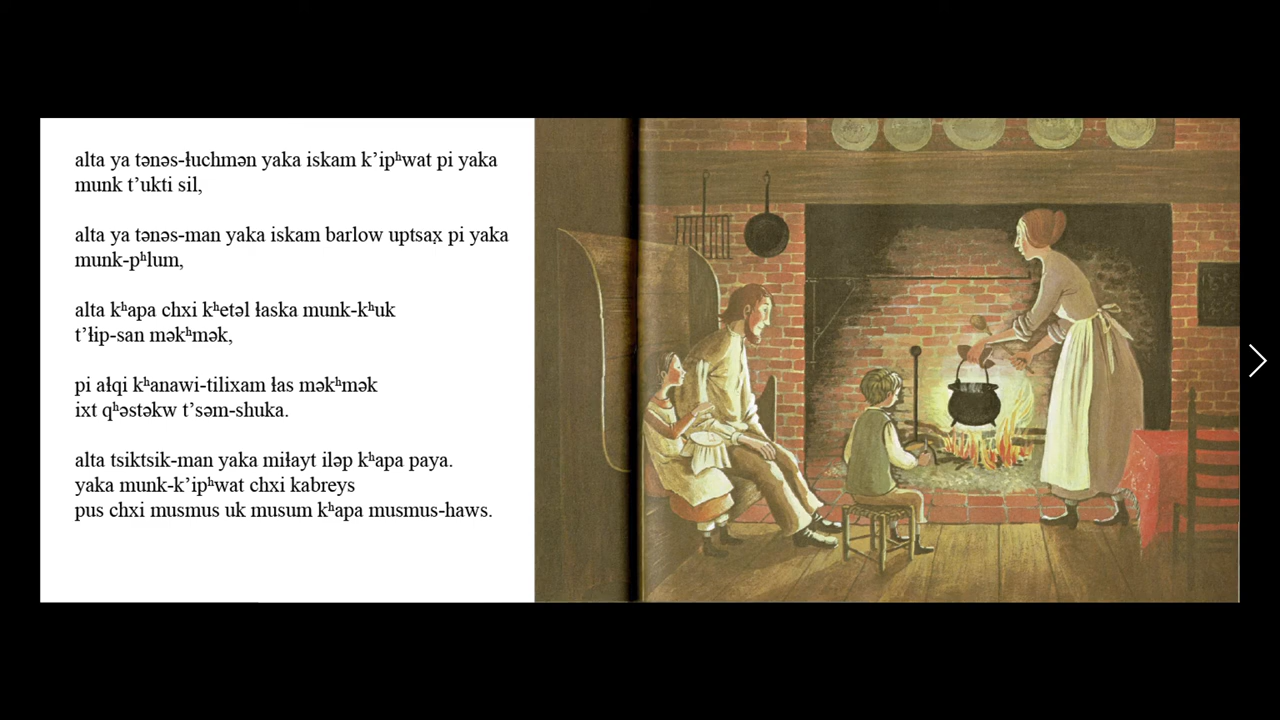 alta ya tənəs-łuchmən yaka iskam k’ipʰwat pi yaka
munk t’ukti sil,
alta ya tənəs-man yaka iskam barlow uptsax̣ pi yaka
munk-pʰlum,
alta kʰapa chxi kʰetəl łaska munk-kʰuk
t’łip-san məkʰmək,
pi ałqi kʰanawi-tilixam łas məkʰmək
ixt qʰəstəkw t’səm-shuka.
alta tsiktsik-man yaka miłayt iləp kʰapa paya.
yaka munk-k’ipʰwat chxi kabreys
pus chxi musmus uk musum kʰapa musmus-haws.